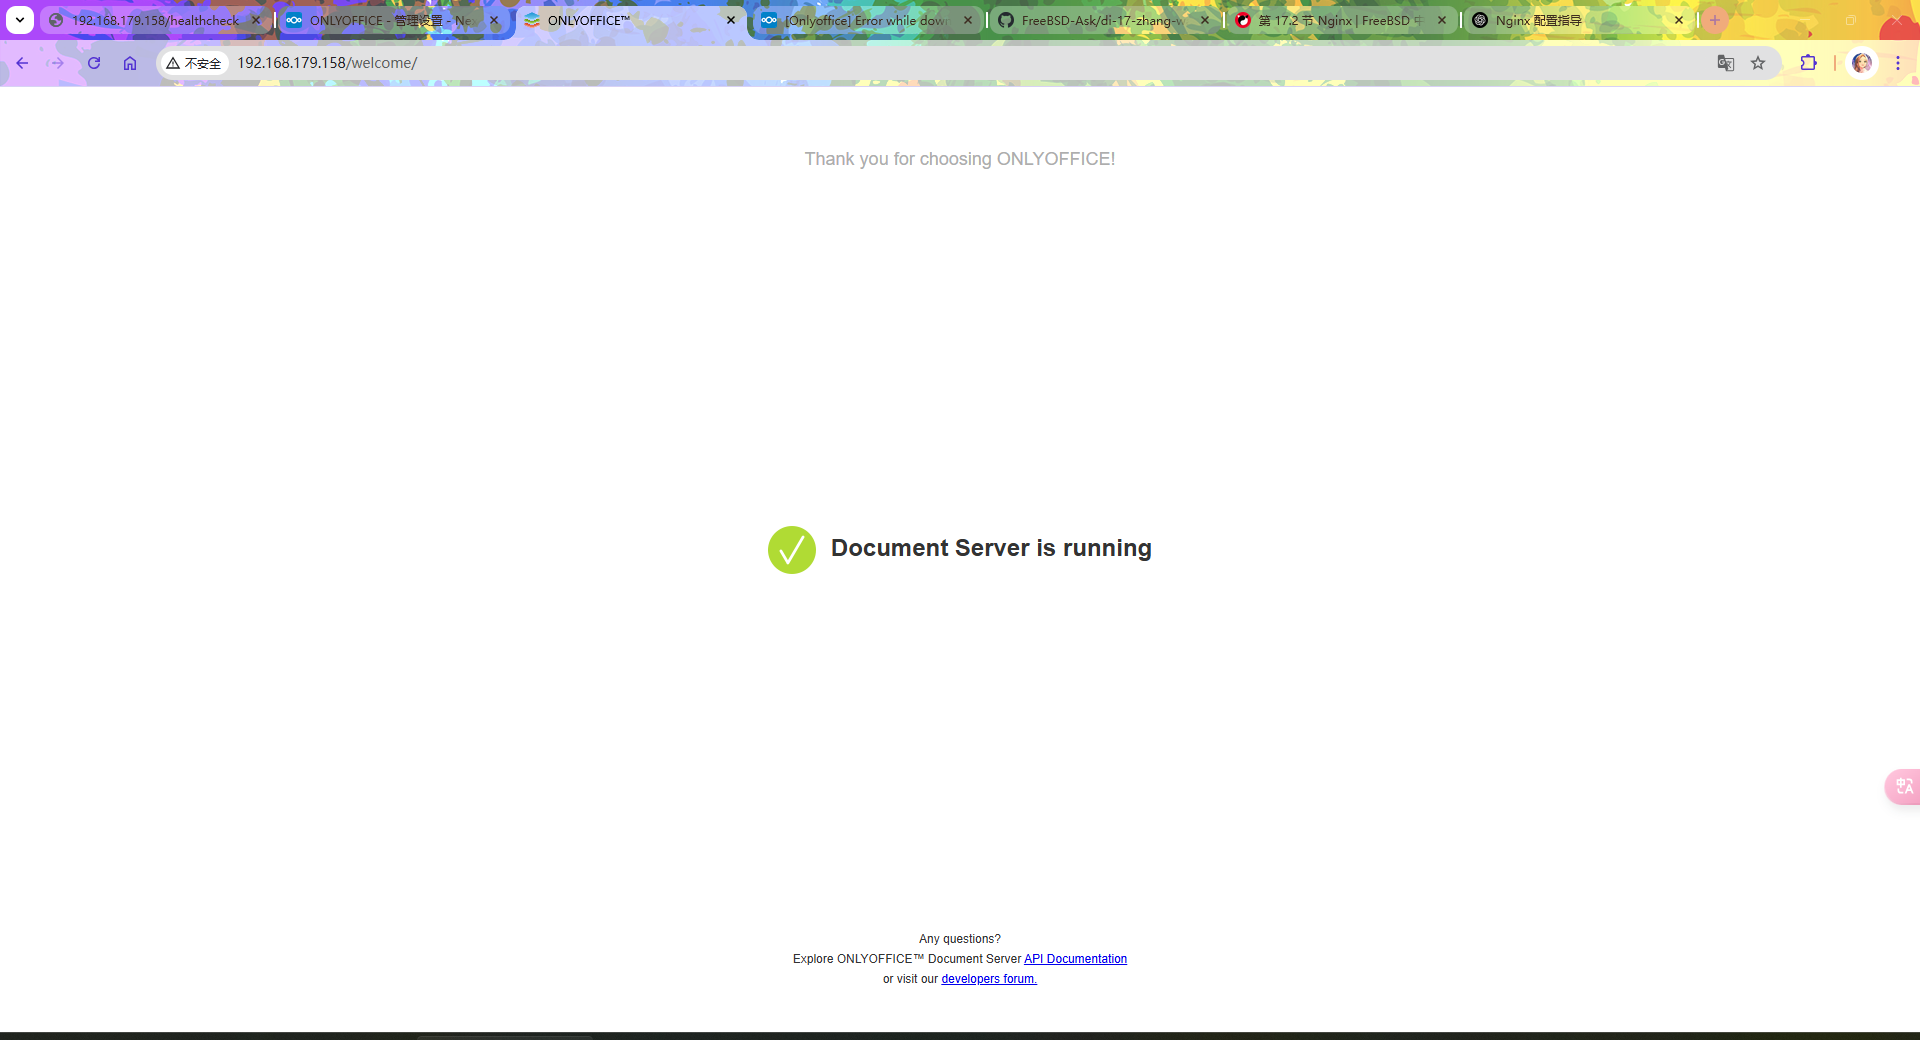 192.168.179.158/healthcheck
ONLYOFFICE - 管理设置 - Ne
ONLYOFFICE™
[Onlyoffice] Error while dow
FreeBSD-Ask/di-17-zhang-w
第 17.2 节 Nginx | FreeBSD 中
Nginx 配置指导
不安全
192.168.179.158/welcome/
Thank you for choosing ONLYOFFICE!
Document Server is running
Any questions?
Explore ONLYOFFICE™ Document Server API Documentation
or visit our developers forum.